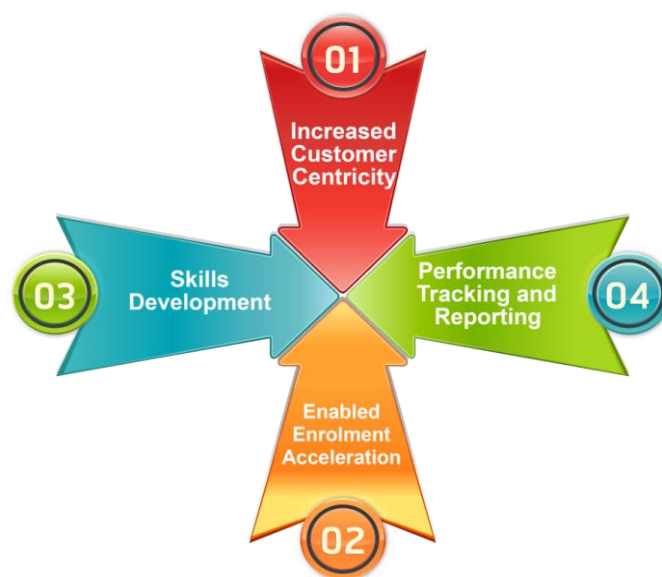 01
Increased
Customer
Centricity
03
Skills
Development
Performance
Tracking and
Reporting
04
Enabled
Enrolment
Acceleration
02